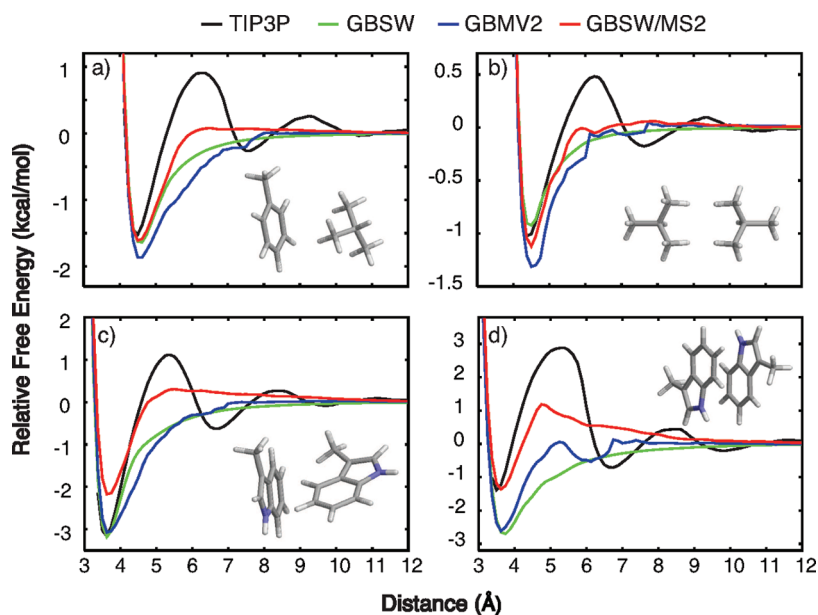 TIP3P GBSW GBMV2 GBSW/MS2
a)
1
0
-1
-2
b)
0.5
0
-0.5
-1
-1.5
c)
2
1
0
-1
-2
-3
3 4 5 6 7 8 9 10 11 12
d)
3
2
1
0
-1
-2
-3
3 4 5 6 7 8 9 10 11 12
Relative Free Energy (kcal/mol)
Distance (Å)